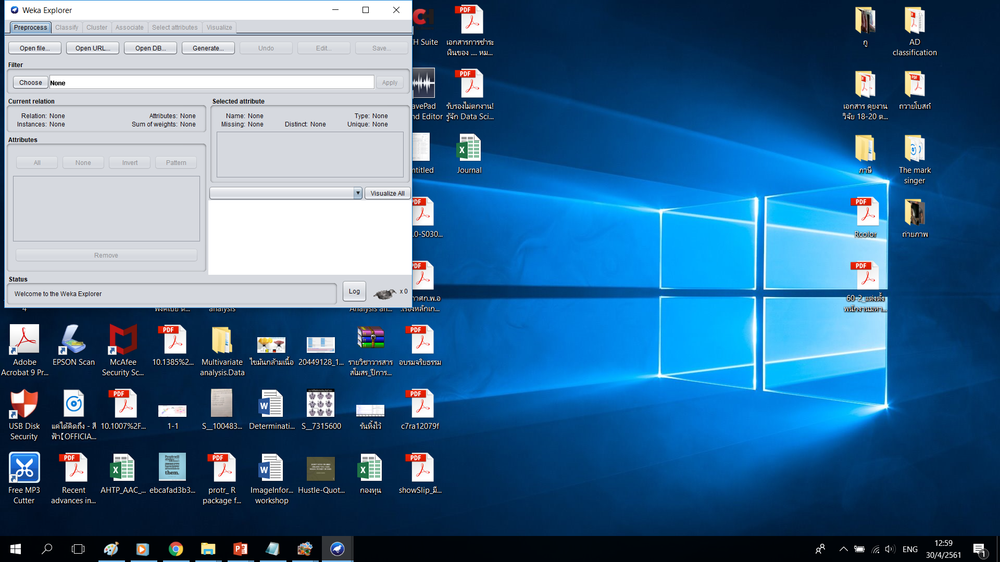 Weka Explorer
Preprocess Classify Cluster Associate Select attributes Visualize
Open file... Open URL... Open DB... Generate... Undo Edit... Save...
Filter
Choose None Apply
Current relation
Relation: None Attributes: None
Instances: None Sum of weights: None
Selected attribute
Name: None Type: None
Missing: None Distinct: None Unique: None
Attributes
All None Invert Pattern
Remove
Visualize All
Status
Welcome to the Weka Explorer
Log x 0
CH Suite
เอกสารการชำระ
เงินของ .... หม...
กู
AD
classification
avePad
nd Editor
รับรองไม่ตกงาน!
รู้จัก Data Sci...
เอกสาร คุยงาน
วิจัย 18-20 ต...
ถวายโบสถ์
ntitled
Journal
ภาษี
The mark
singer
.0-S030...
Rcolor
ถ่ายภาพ
4
analysis
Analysis an...
าศก.พ.อ
.เรื่องหลักเก...
60-2_แต่งตั้ง
พนักงานมหา...
Adobe
Acrobat 9 Pr...
EPSON Scan
McAfee
Security Sc...
10.1385%2...
Multivariate
analysis.Data
ไขมันกล้ามเนื้อ
20449128_1...
รายวิชาวารสาร
สโมสร_ปีการ...
อบรมจริยธรรม
USB Disk
Security
แค่ได้คิดถึง - สี
ฟ้า【OFFICIA...
10.1007%2F...
1-1
S__100483...
Determinati...
S__7315600
รันทิ้งไว้
c7ra12079f
Free MP3
Cutter
Recent
advances in...
AHTP_AAC_...
ebcafad3b3...
protr_ R
package f...
ImageInfor...
workshop
Hustle-Quot...
กองทุน
showSlip_มี...
ENG
12:59
30/4/2561
1